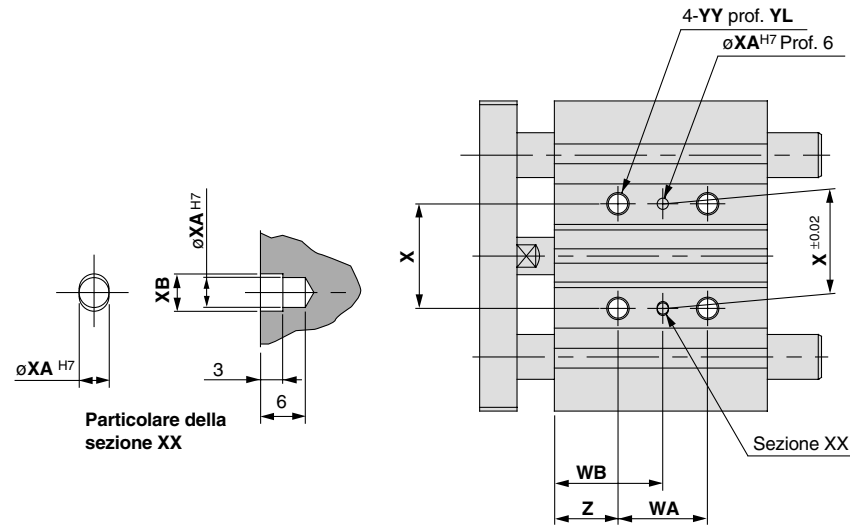 4-YY prof. YL
øXA H7 Prof. 6
X
X ±0.02
øXA H7
XB
øXA H7
3
6
Particolare della
sezione XX
Sezione XX
WB
Z
WA